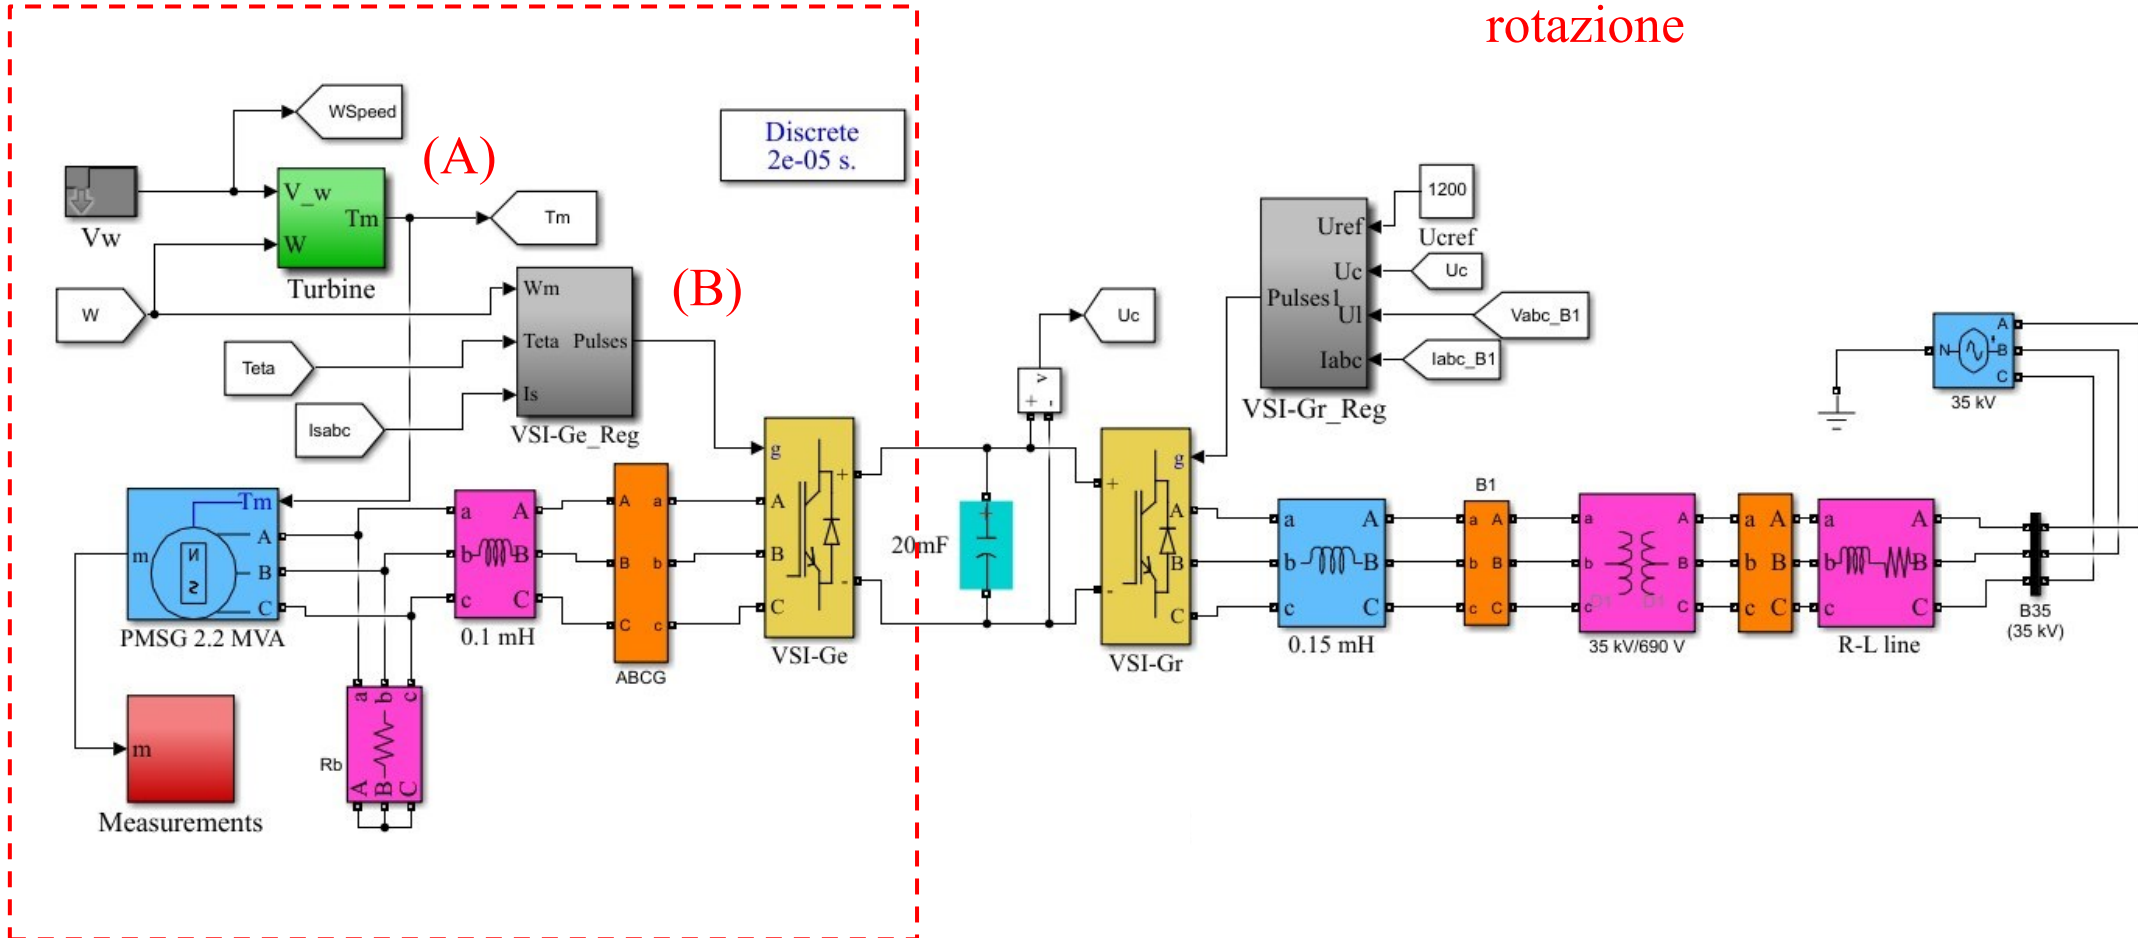 rotazione
WSpeed
(A)
Discrete
2e-05 s.
Vw
V_w
W
Tm
Turbine
Tm
W
(B)
Wm
Teta
Is
Pulses
VSI-Ge_Reg
Teta
Isabc
1200
Ucref
Uref
Uc
Ul
Iabc
Pulses1
VSI-Gr_Reg
Uc
Vabc_B1
Iabc_B1
Uc
v
+ -
A
N B
C
35 kV
Tm
m
A
B
C
N
S
PMSG 2.2 MVA
a A
b B
c C
0.1 mH
A a
B b
C c
ABCG
g
A
B
C
+
-
VSI-Ge
20mF
+
g
+
-
A
B
C
VSI-Gr
a A
b B
c C
0.15 mH
B1
a A
b B
c C
a A
b B
c C
D1 D1
35 kV/690 V
a A
b B
c C
a A
b B
c C
R-L line
B35
(35 kV)
m
Measurements
a b c
Rb
A B C